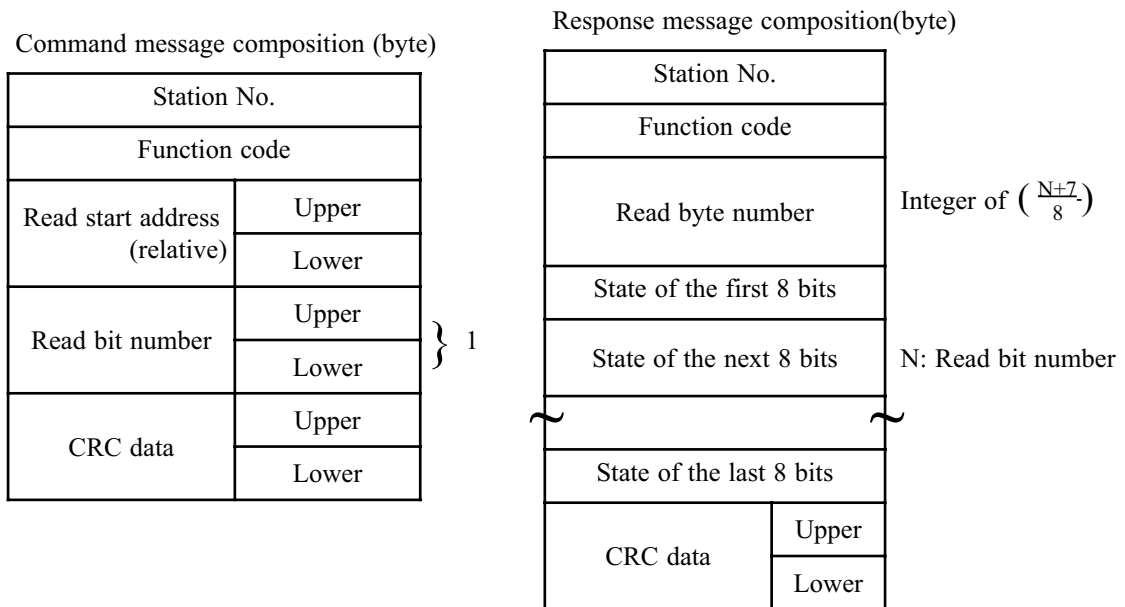 Command message composition (byte)
Station No.
Function code
Read start address
(relative)
Upper
Lower
Read bit number
Upper
Lower
} 1
CRC data
Upper
Lower
Response message composition(byte)
Station No.
Function code
Read byte number
Integer of ( N+7
8 )
State of the first 8 bits
State of the next 8 bits
N: Read bit number
~ ~
State of the last 8 bits
CRC data
Upper
Lower